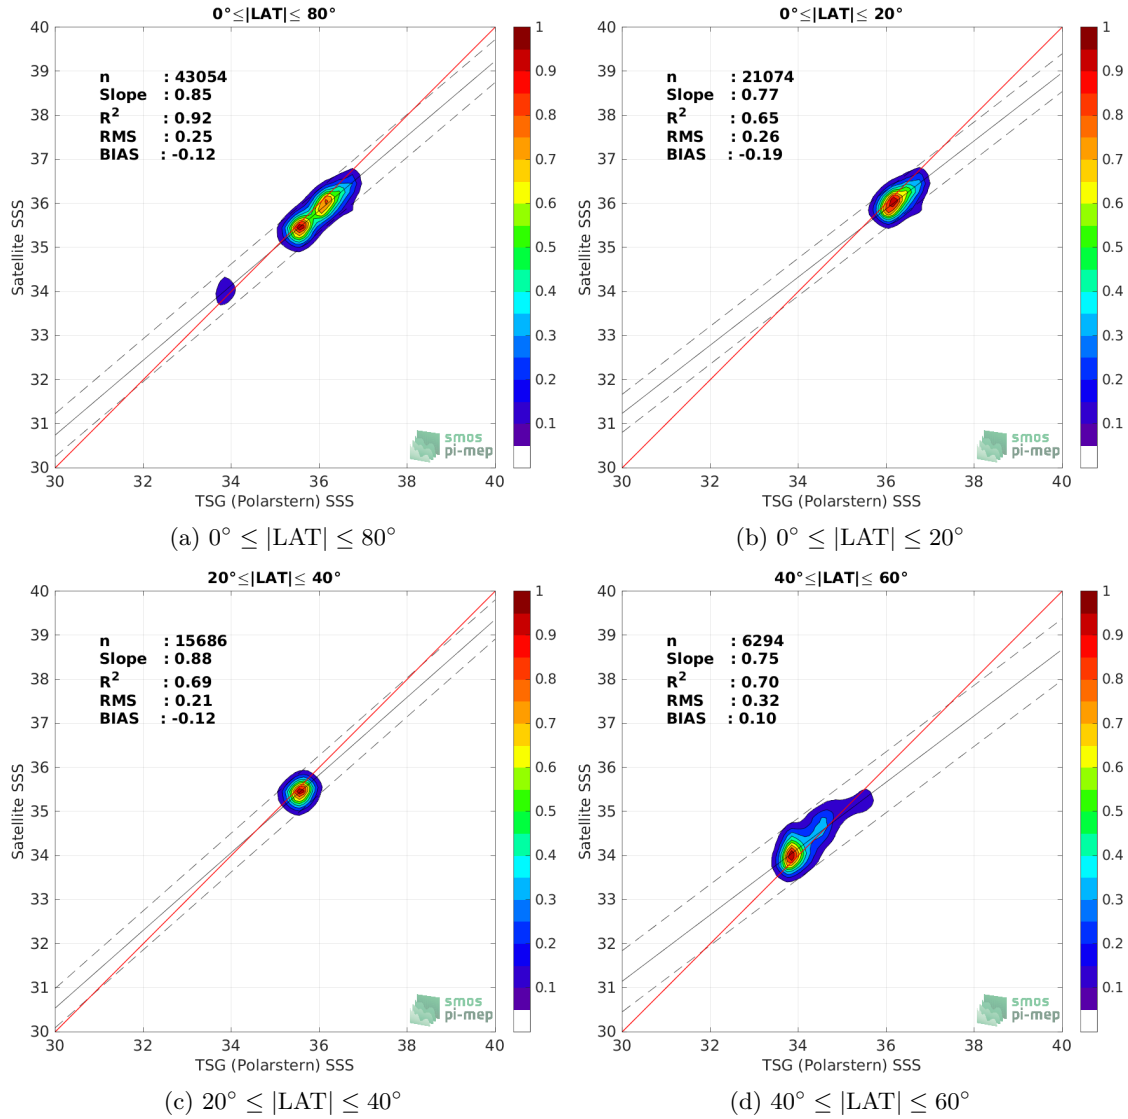 0°≤|LAT|≤ 80°
40
39
38
37
36
35
34
33
32
31
30
30
32
34
36
38
40
Satellite SSS
TSG (Polarstern) SSS
n : 43054
Slope : 0.85
R² : 0.92
RMS : 0.25
BIAS : -0.12
smos
pi-mep
1
0.9
0.8
0.7
0.6
0.5
0.4
0.3
0.2
0.1
(a) 0° ≤ |LAT| ≤ 80°
0°≤|LAT|≤ 20°
40
39
38
37
36
35
34
33
32
31
30
30
32
34
36
38
40
Satellite SSS
TSG (Polarstern) SSS
n : 21074
Slope : 0.77
R² : 0.65
RMS : 0.26
BIAS : -0.19
smos
pi-mep
1
0.9
0.8
0.7
0.6
0.5
0.4
0.3
0.2
0.1
(b) 0° ≤ |LAT| ≤ 20°
20°≤|LAT|≤ 40°
40
39
38
37
36
35
34
33
32
31
30
30
32
34
36
38
40
Satellite SSS
TSG (Polarstern) SSS
n : 15686
Slope : 0.88
R² : 0.69
RMS : 0.21
BIAS : -0.12
smos
pi-mep
1
0.9
0.8
0.7
0.6
0.5
0.4
0.3
0.2
0.1
(c) 20° ≤ |LAT| ≤ 40°
40°≤|LAT|≤ 60°
40
39
38
37
36
35
34
33
32
31
30
30
32
34
36
38
40
Satellite SSS
TSG (Polarstern) SSS
n : 6294
Slope : 0.75
R² : 0.70
RMS : 0.32
BIAS : 0.10
smos
pi-mep
1
0.9
0.8
0.7
0.6
0.5
0.4
0.3
0.2
0.1
(d) 40° ≤ |LAT| ≤ 60°